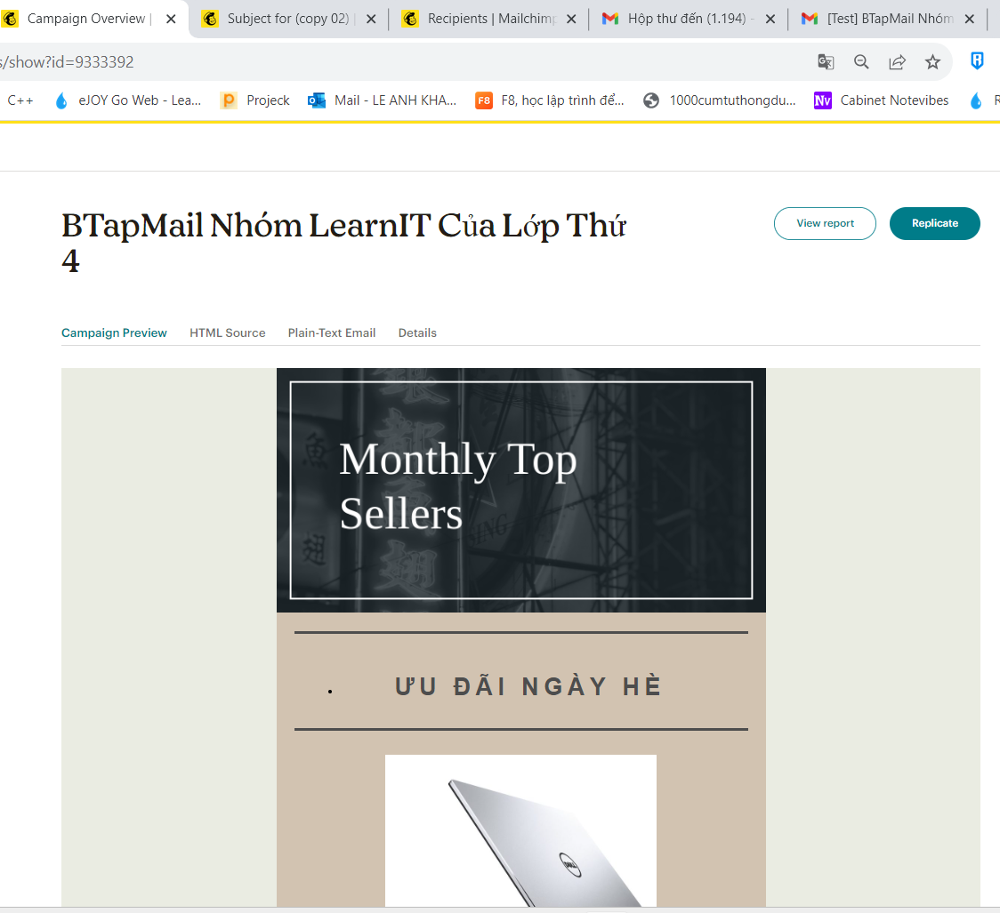 Campaign Overview |
Subject for (copy 02) |
Recipients | Mailchimp
Hộp thư đến (1.194) -
[Test] BTapMail Nhóm
s/show?id=9333392
C++
eJOY Go Web - Lea...
Projeck
Mail - LE ANH KHA...
F8
F8, học lập trình để...
1000cumtuthongdu...
Nv
Cabinet Notevibes
BTapMail Nhóm LearnIT Của Lớp Thứ
4
View report
Replicate
Campaign Preview
HTML Source
Plain-Text Email
Details
Monthly Top
Sellers
ƯU ĐÃI NGÀY HÈ
DELL